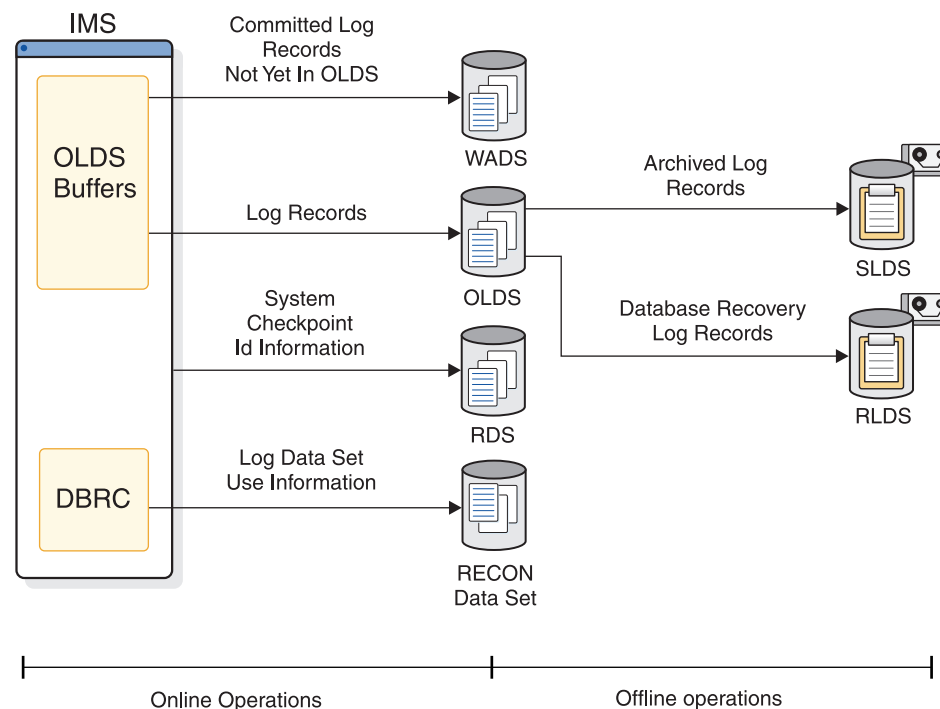 IMS
Committed Log
Records
Not Yet In OLDS
OLDS
Buffers
WADS
Archived Log
Records
Log Records
SLDS
OLDS
System
Checkpoint
Id Information
Database Recovery
Log Records
RLDS
RDS
Log Data Set
Use Information
DBRC
RECON
Data Set
Online Operations
Offline operations